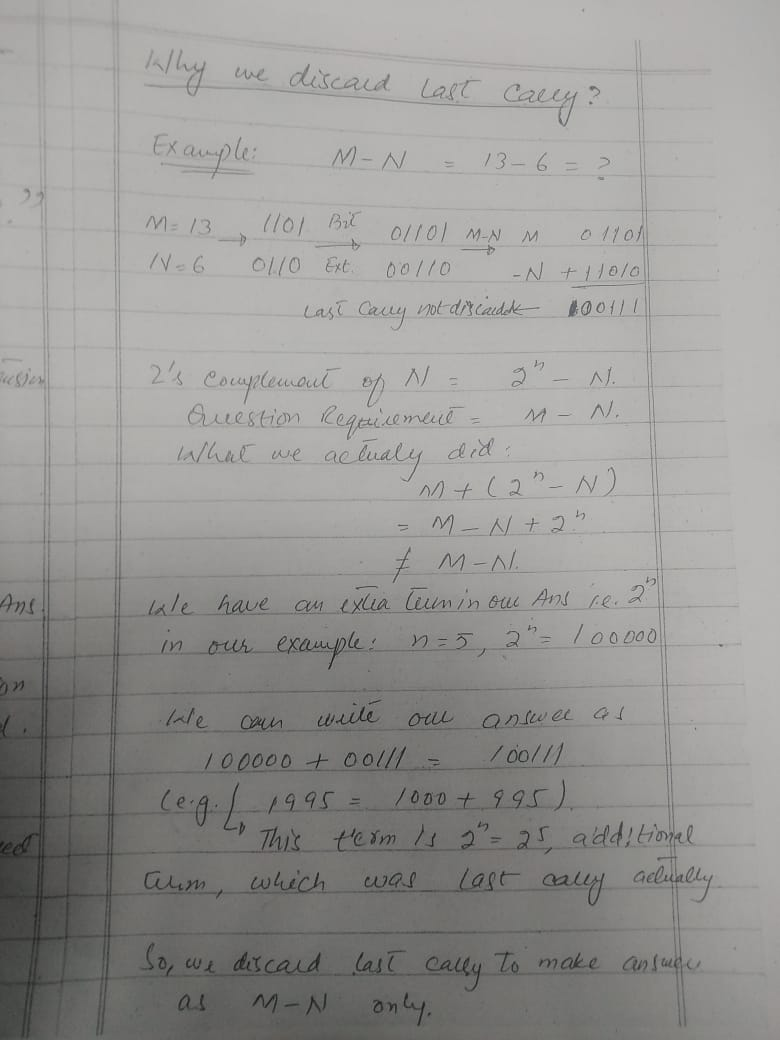 Why we discard last carry?
Example: M - N = 13 - 6 = ?
M = 13 → 1101 Bit 01101 M-N M 01101
N = 6 0110 Ext. 00110 -N + 11010
Last Carry not discarded 100111
2's Complement of N = 2ⁿ - N.
Question Requirement = M - N.
What we actualy did:
M + (2ⁿ - N)
= M - N + 2ⁿ
≠ M - N.
We have an extra term in our Ans i.e. 2ⁿ
in our example: n=5, 2ⁿ = 100000
We can write our answer as
100000 + 00111 = 100111
(e.g. 1995 = 1000 + 995)
This term is 2ⁿ = 25, additional
term, which was last carry actually
So, we discard last carry to make answer
as M - N only.
Ans